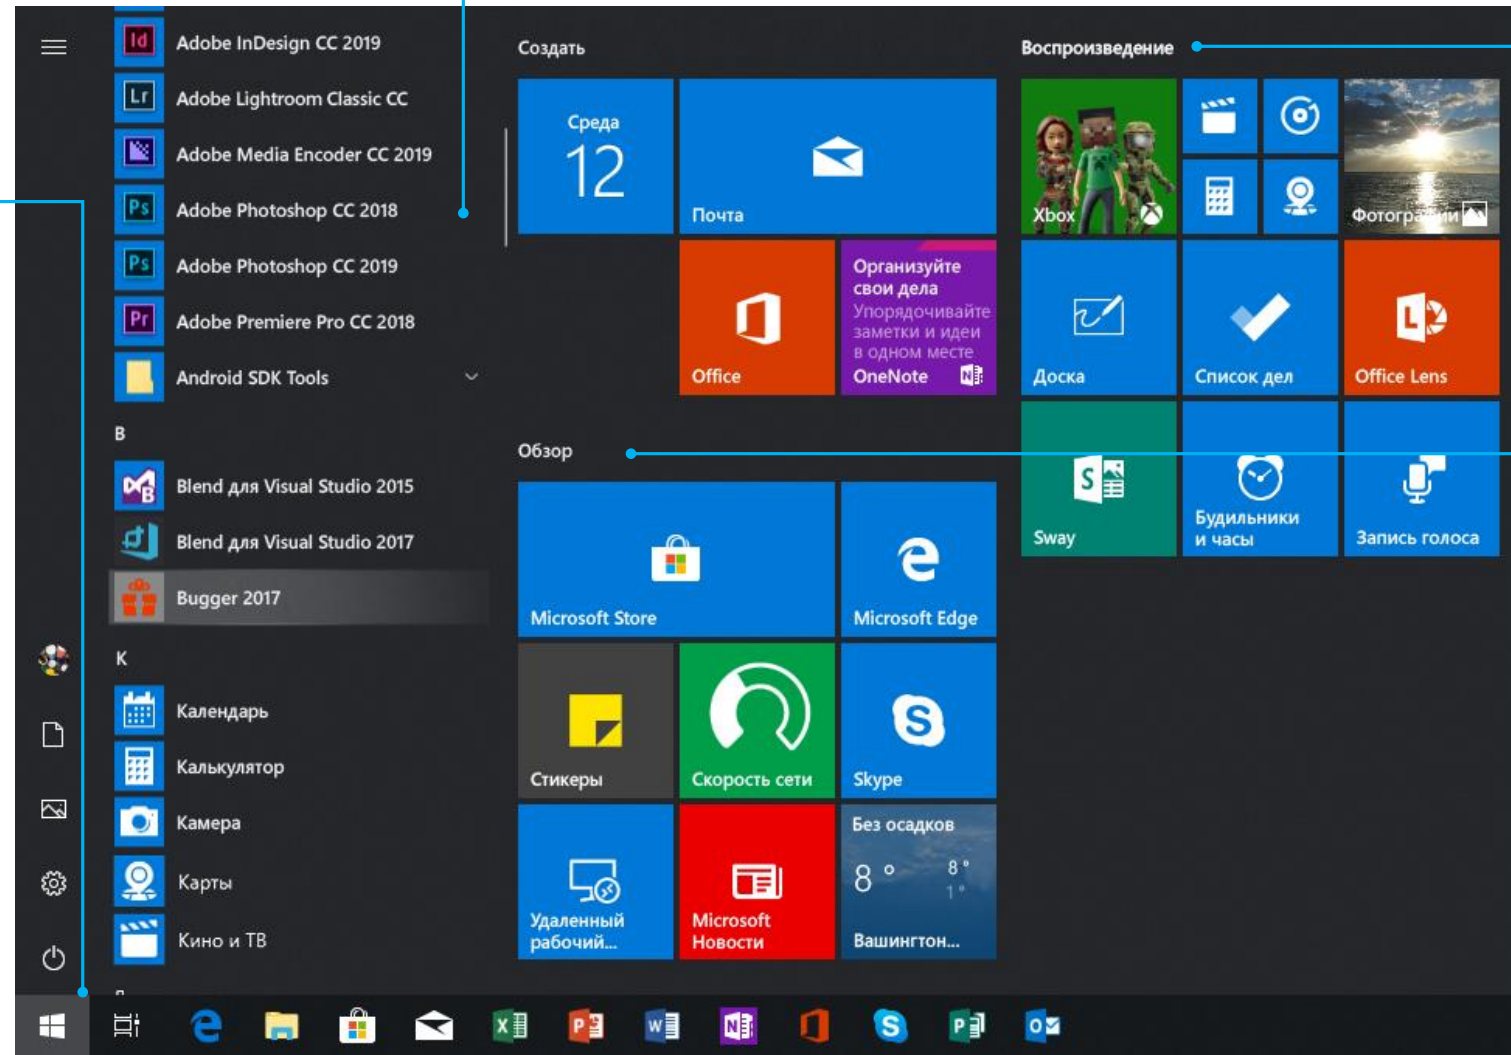 Adobe InDesign CC 2019
Adobe Lightroom Classic CC
Adobe Media Encoder CC 2019
Adobe Photoshop CC 2018
Adobe Photoshop CC 2019
Adobe Premiere Pro CC 2018
Android SDK Tools
B
Blend для Visual Studio 2015
Blend для Visual Studio 2017
Bugger 2017
К
Календарь
Калькулятор
Камера
Карты
Кино и ТВ
Создать
Среда
12
Почта
Office
Организуйте
свои дела
Упорядочивайте
заметки и идеи
в одном месте
OneNote
Обзор
Microsoft Store
Microsoft Edge
Стикеры
Скорость сети
Skype
Удаленный
рабочий...
Microsoft
Новости
Без осадков
8 °
8 °
1 °
Вашингтон...
Воспроизведение
Xbox
Фотографии
Доска
Список дел
Office Lens
Sway
Будильники
и часы
Запись голоса